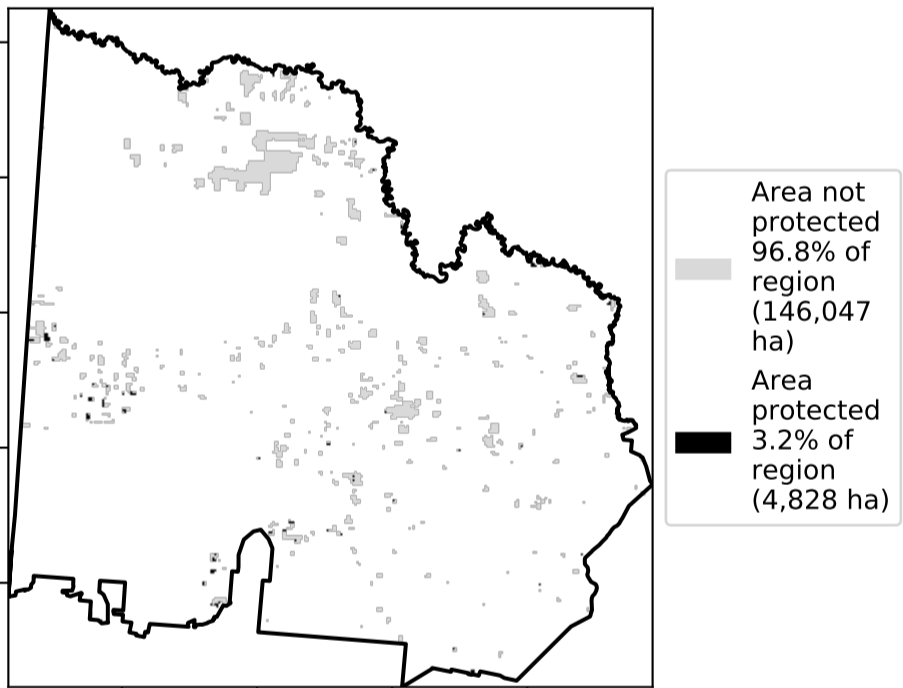 Area not
protected
96.8% of
region
(146,047
ha)
Area
protected
3.2% of
region
(4,828 ha)